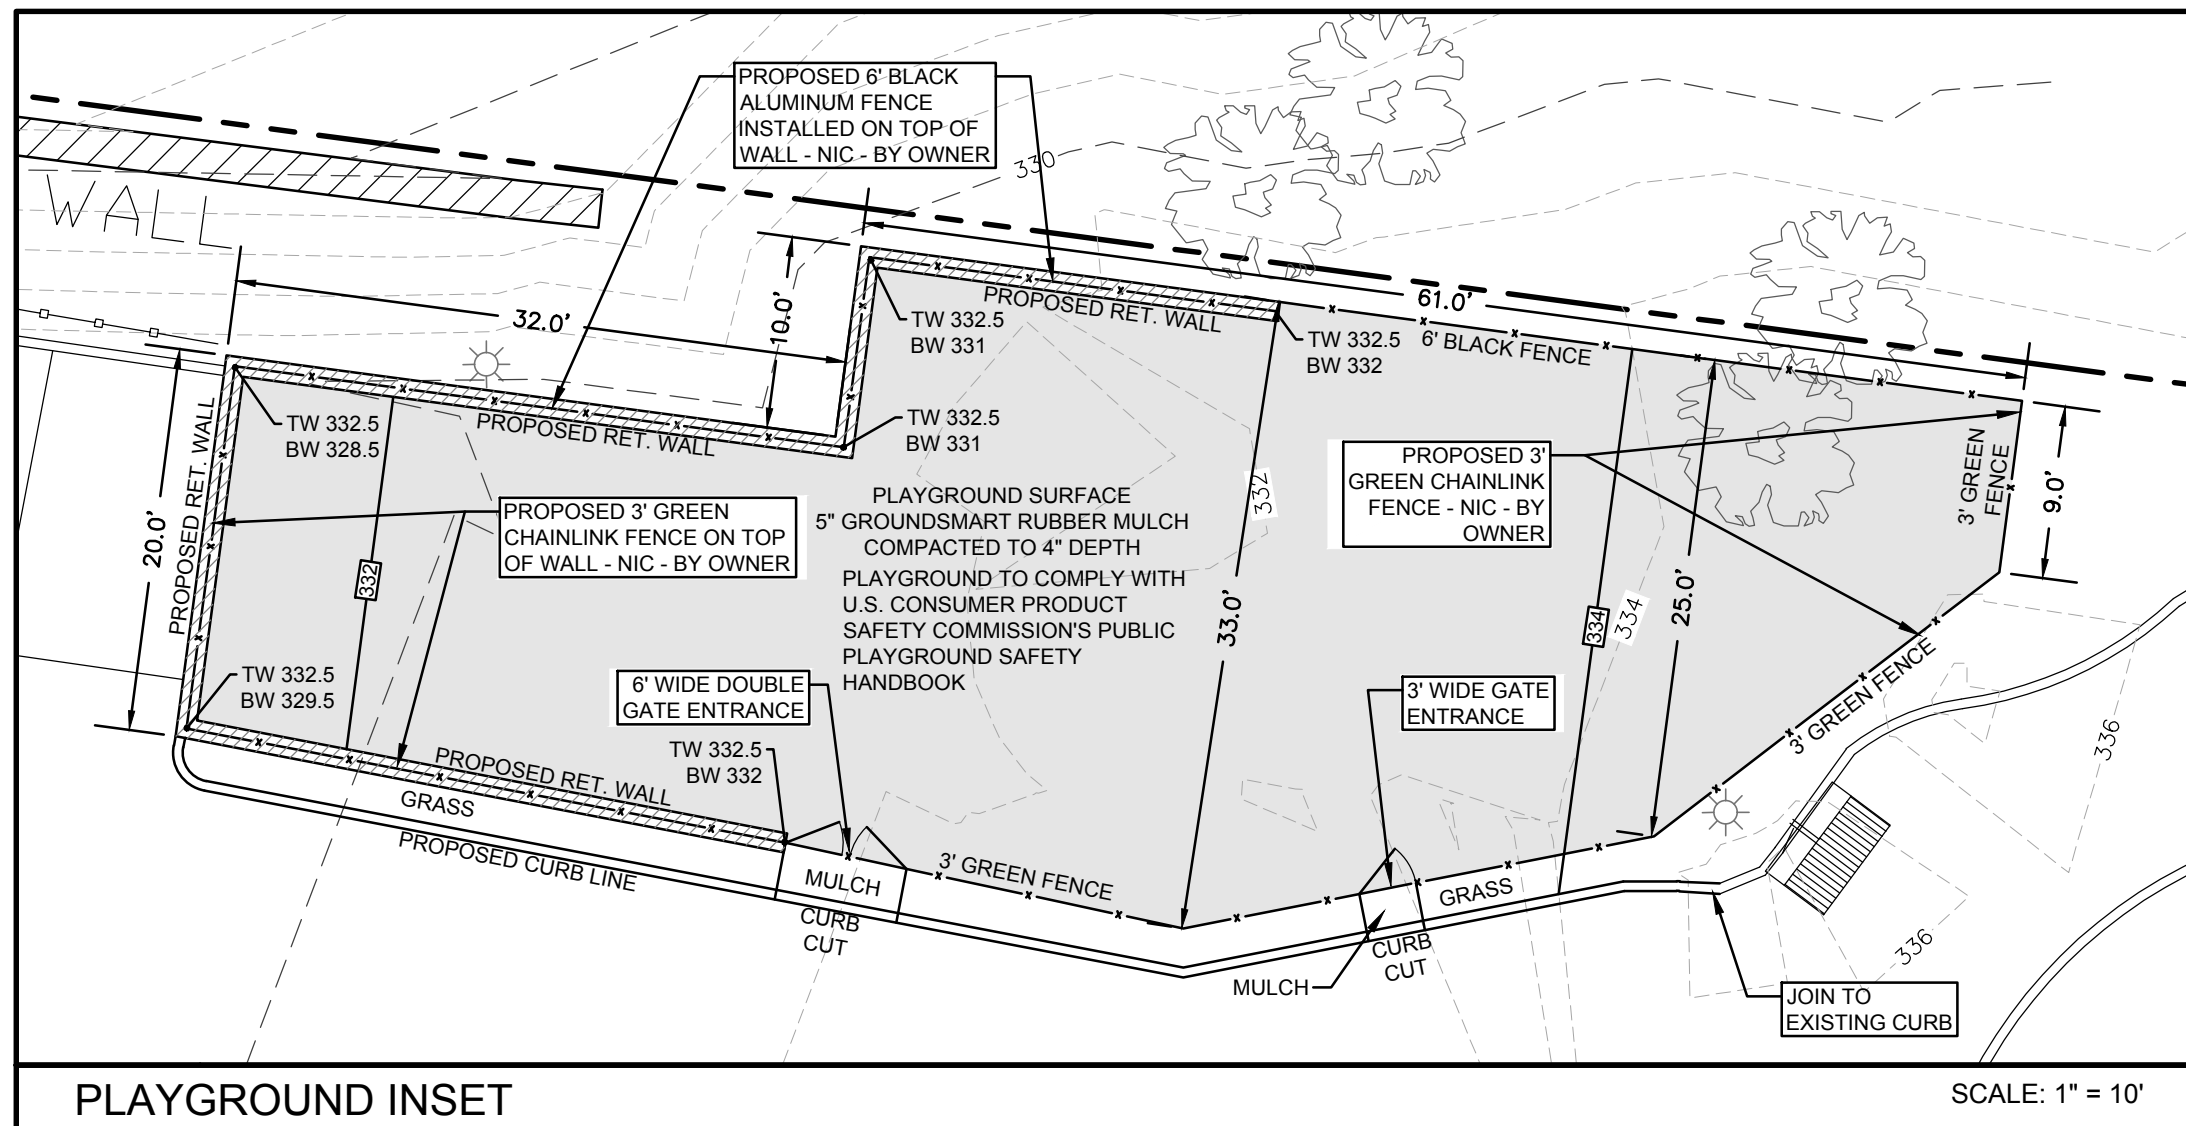 PROPOSED 6' BLACK
ALUMINUM FENCE
INSTALLED ON TOP OF
WALL - NIC - BY OWNER
330
WALL
61.0'
32.0'
10.0'
PROPOSED RET. WALL
TW 332.5
BW 331
TW 332.5
BW 332
6' BLACK FENCE
PROPOSED RET. WALL
TW 332.5
BW 328.5
PROPOSED RET. WALL
TW 332.5
BW 331
PROPOSED 3'
GREEN CHAINLINK
FENCE - NIC - BY
OWNER
3' GREEN
FENCE
9.0'
20.0'
332
PROPOSED 3' GREEN
CHAINLINK FENCE ON TOP
OF WALL - NIC - BY OWNER
PLAYGROUND SURFACE
5" GROUNDSMART RUBBER MULCH
COMPACTED TO 4" DEPTH
PLAYGROUND TO COMPLY WITH
U.S. CONSUMER PRODUCT
SAFETY COMMISSION'S PUBLIC
PLAYGROUND SAFETY
HANDBOOK
332
33.0'
334
334
25.0'
TW 332.5
BW 329.5
6' WIDE DOUBLE
GATE ENTRANCE
3' WIDE GATE
ENTRANCE
3' GREEN FENCE
336
TW 332.5
BW 332
PROPOSED RET. WALL
GRASS
PROPOSED CURB LINE
MULCH
CURB
CUT
3' GREEN FENCE
GRASS
CURB
CUT
MULCH
336
JOIN TO
EXISTING CURB
PLAYGROUND INSET
SCALE: 1" = 10'